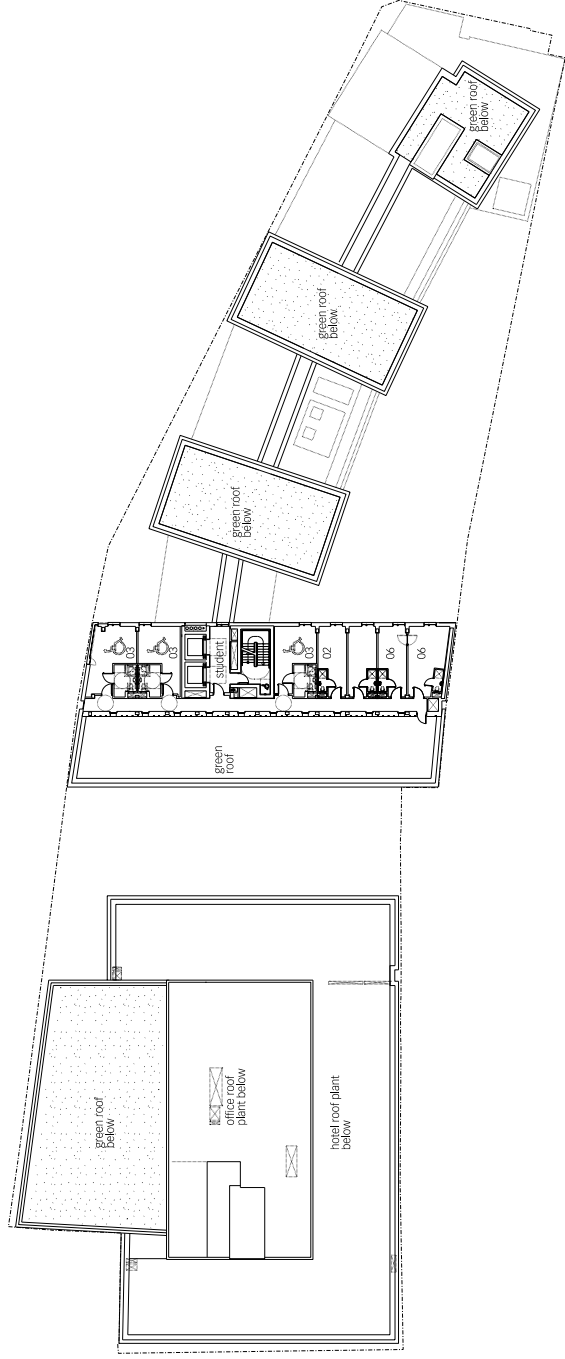 green roof
below
green roof
below
green roof
below
03
03
student
03
02
06
06
green
roof
green roof
below
office roof
plant below
hotel roof plant
below